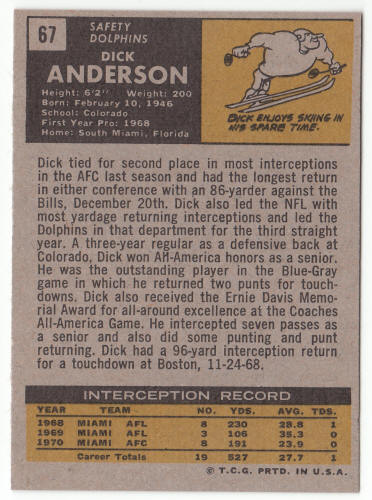 67
SAFETY
DOLPHINS
DICK
ANDERSON
Height: 6'2" Weight: 200
Born: February 10, 1946
School: Colorado
First Year Pro: 1968
Home: South Miami, Florida
DICK ENJOYS SKIING IN
HIS SPARE TIME.
Dick tied for second place in most interceptions
in the AFC last season and had the longest return
in either conference with an 86-yarder against the
Bills, December 20th. Dick also led the NFL with
most yardage returning interceptions and led the
Dolphins in that department for the third straight
year. A three-year regular as a defensive back at
Colorado, Dick won All-America honors as a senior.
He was the outstanding player in the Blue-Gray
game in which he returned two punts for touch-
downs. Dick also received the Ernie Davis Memo-
rial Award for all-around excellence at the Coaches
All-America Game. He intercepted seven passes as
a senior and also did some punting and punt
returning. Dick had a 96-yard interception return
for a touchdown at Boston, 11-24-68.
INTERCEPTION RECORD
YEAR TEAM NO. YDS. AVG. TDS.
1968 MIAMI AFL 8 230 28.8 1
1969 MIAMI AFL 3 106 35.3 0
1970 MIAMI AFC 8 191 23.9 0
Career Totals 19 527 27.7 1
© T.C.G. PRTD. IN U.S.A.